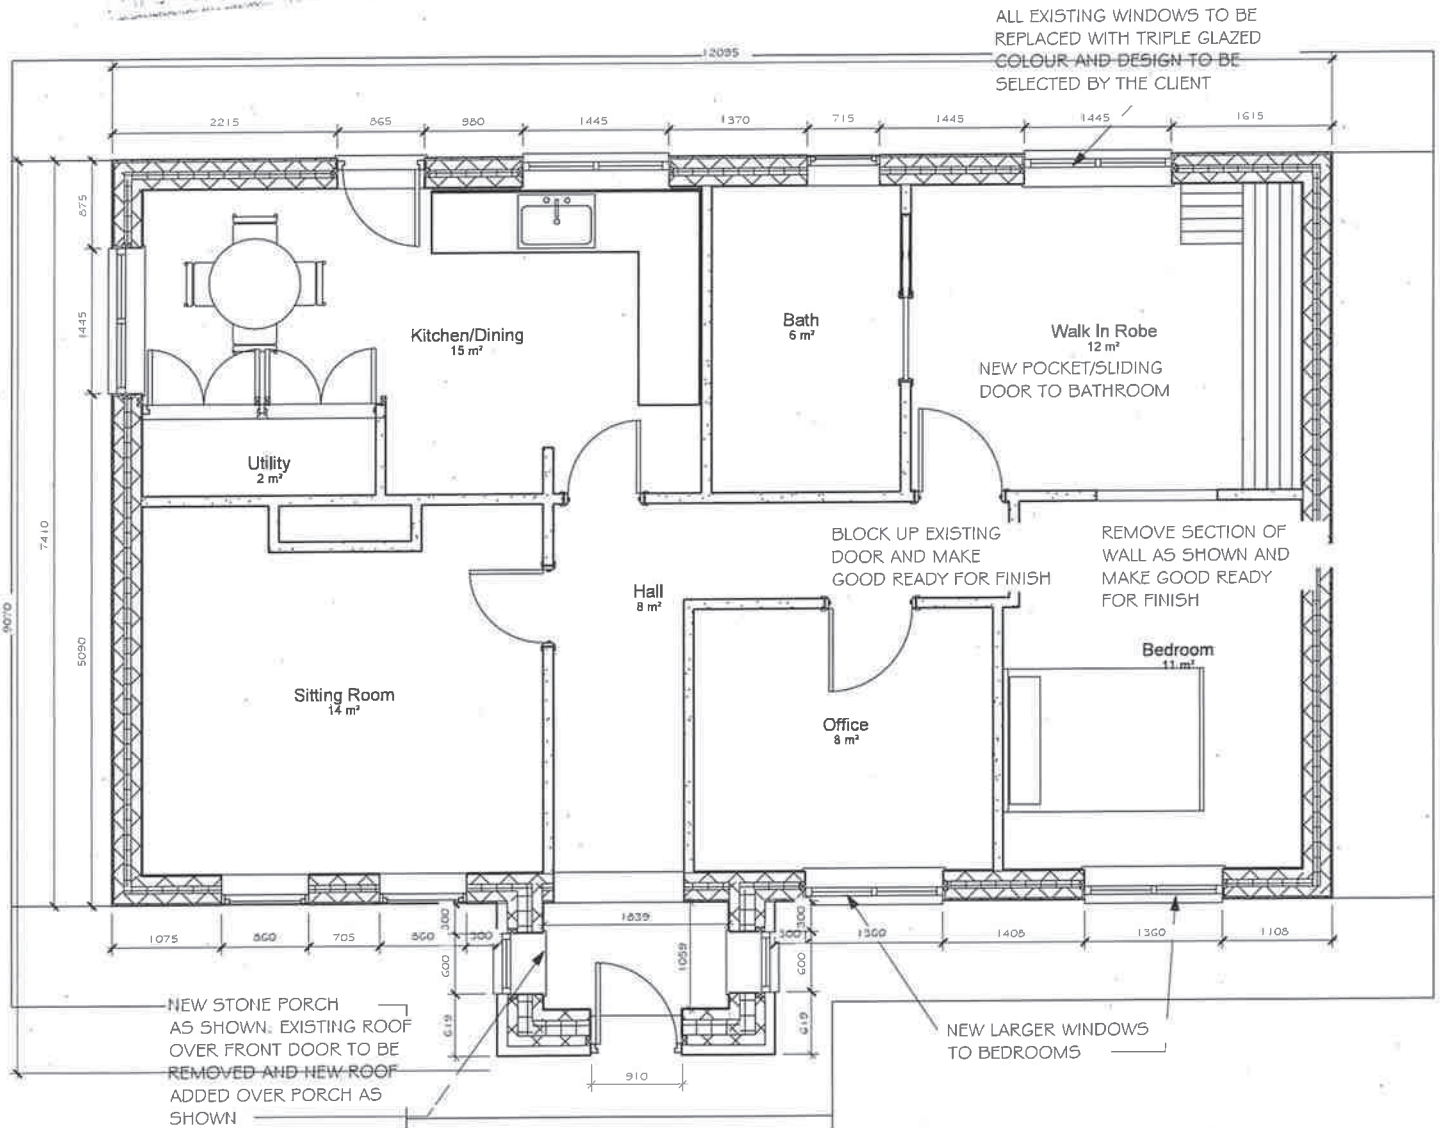 ALL EXISTING WINDOWS TO BE
REPLACED WITH TRIPLE GLAZED
COLOUR AND DESIGN TO BE
SELECTED BY THE CLIENT
12095
2215 865 980 1445 1370 715 1445 1445 1615
875
1445
5090
7410
9070
Kitchen/Dining
15 m²
Bath
6 m²
Walk In Robe
12 m²
NEW POCKET/SLIDING
DOOR TO BATHROOM
Utility
2 m²
BLOCK UP EXISTING
DOOR AND MAKE
GOOD READY FOR FINISH
REMOVE SECTION OF
WALL AS SHOWN AND
MAKE GOOD READY
FOR FINISH
Hall
8 m²
Bedroom
11 m²
Sitting Room
14 m²
Office
8 m²
1075 860 705 860 300
300
600
619
1839
1059
910
300
300
600
619
1360 1408 1360 1108
NEW STONE PORCH
AS SHOWN. EXISTING ROOF
OVER FRONT DOOR TO BE
REMOVED AND NEW ROOF
ADDED OVER PORCH AS
SHOWN
NEW LARGER WINDOWS
TO BEDROOMS